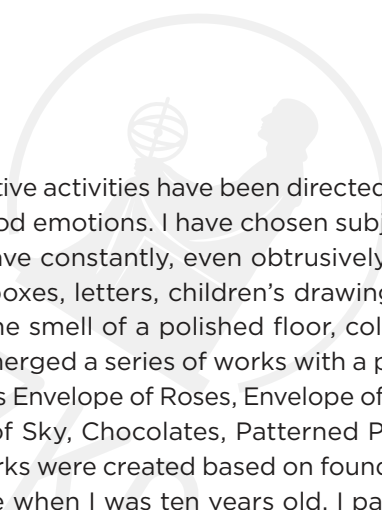 tive activities have been directed
od emotions. I have chosen subj
ave constantly, even obtrusively
boxes, letters, children’s drawing
he smell of a polished floor, col
merged a series of works with a p
s Envelope of Roses, Envelope of
of Sky, Chocolates, Patterned P
rks were created based on found
e when I was ten years old. I pa